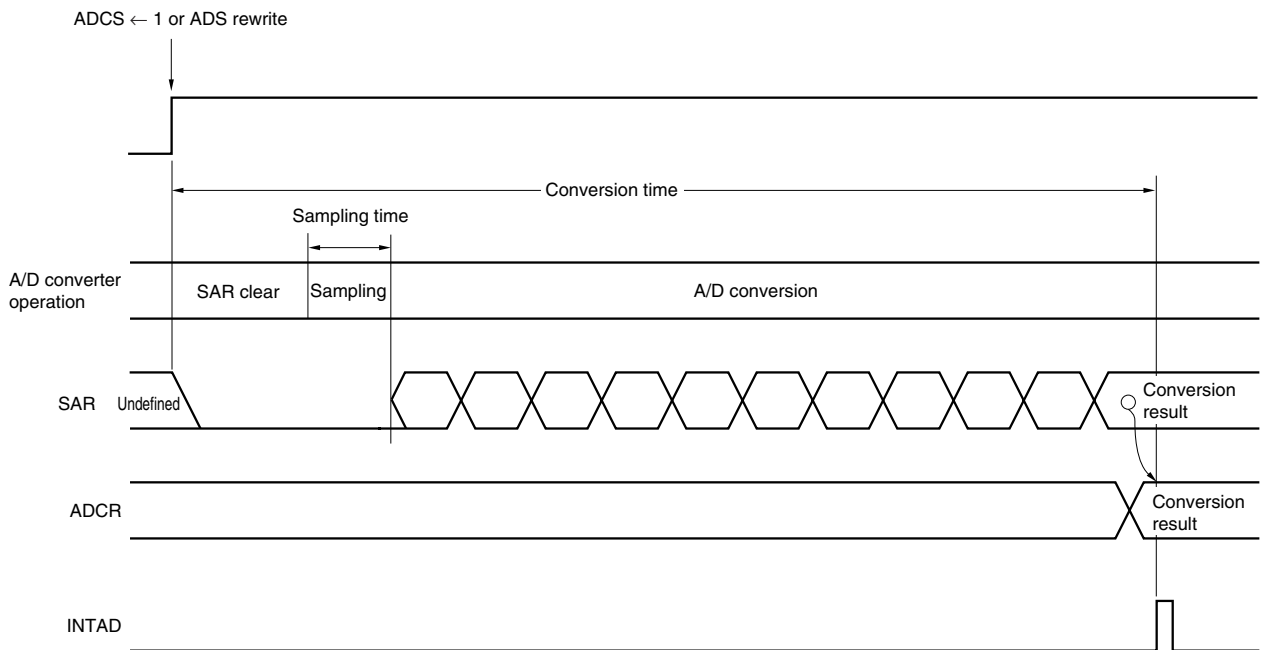 ADCS ← 1 or ADS rewrite
Conversion time
Sampling time
A/D converter
operation
SAR clear
Sampling
A/D conversion
SAR
Undefined
Conversion
result
ADCR
Conversion
result
INTAD